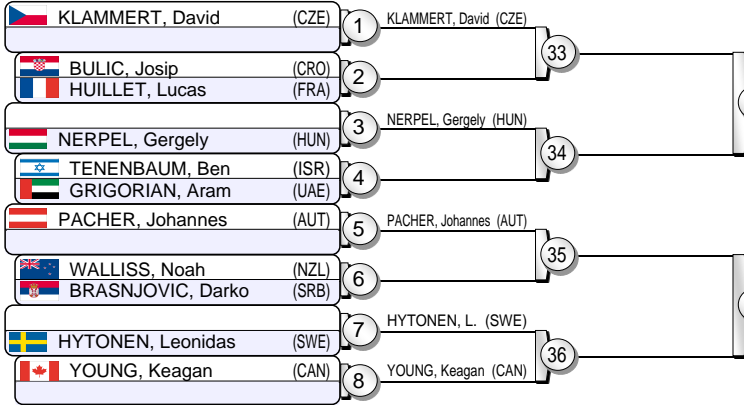 KLAMMERT, David (CZE) 1 KLAMMERT, David (CZE)
33
BULIC, Josip (CRO) 2
HUILLET, Lucas (FRA)
3 NERPEL, Gergely (HUN)
NERPEL, Gergely (HUN)
34
TENENBAUM, Ben (ISR) 4
GRIGORIAN, Aram (UAE)
PACHER, Johannes (AUT) 5 PACHER, Johannes (AUT)
35
WALLISS, Noah (NZL) 6
BRASNJOVIC, Darko (SRB)
7 HYTONEN, L. (SWE)
HYTONEN, Leonidas (SWE)
36
YOUNG, Keagan (CAN) 8 YOUNG, Keagan (CAN)